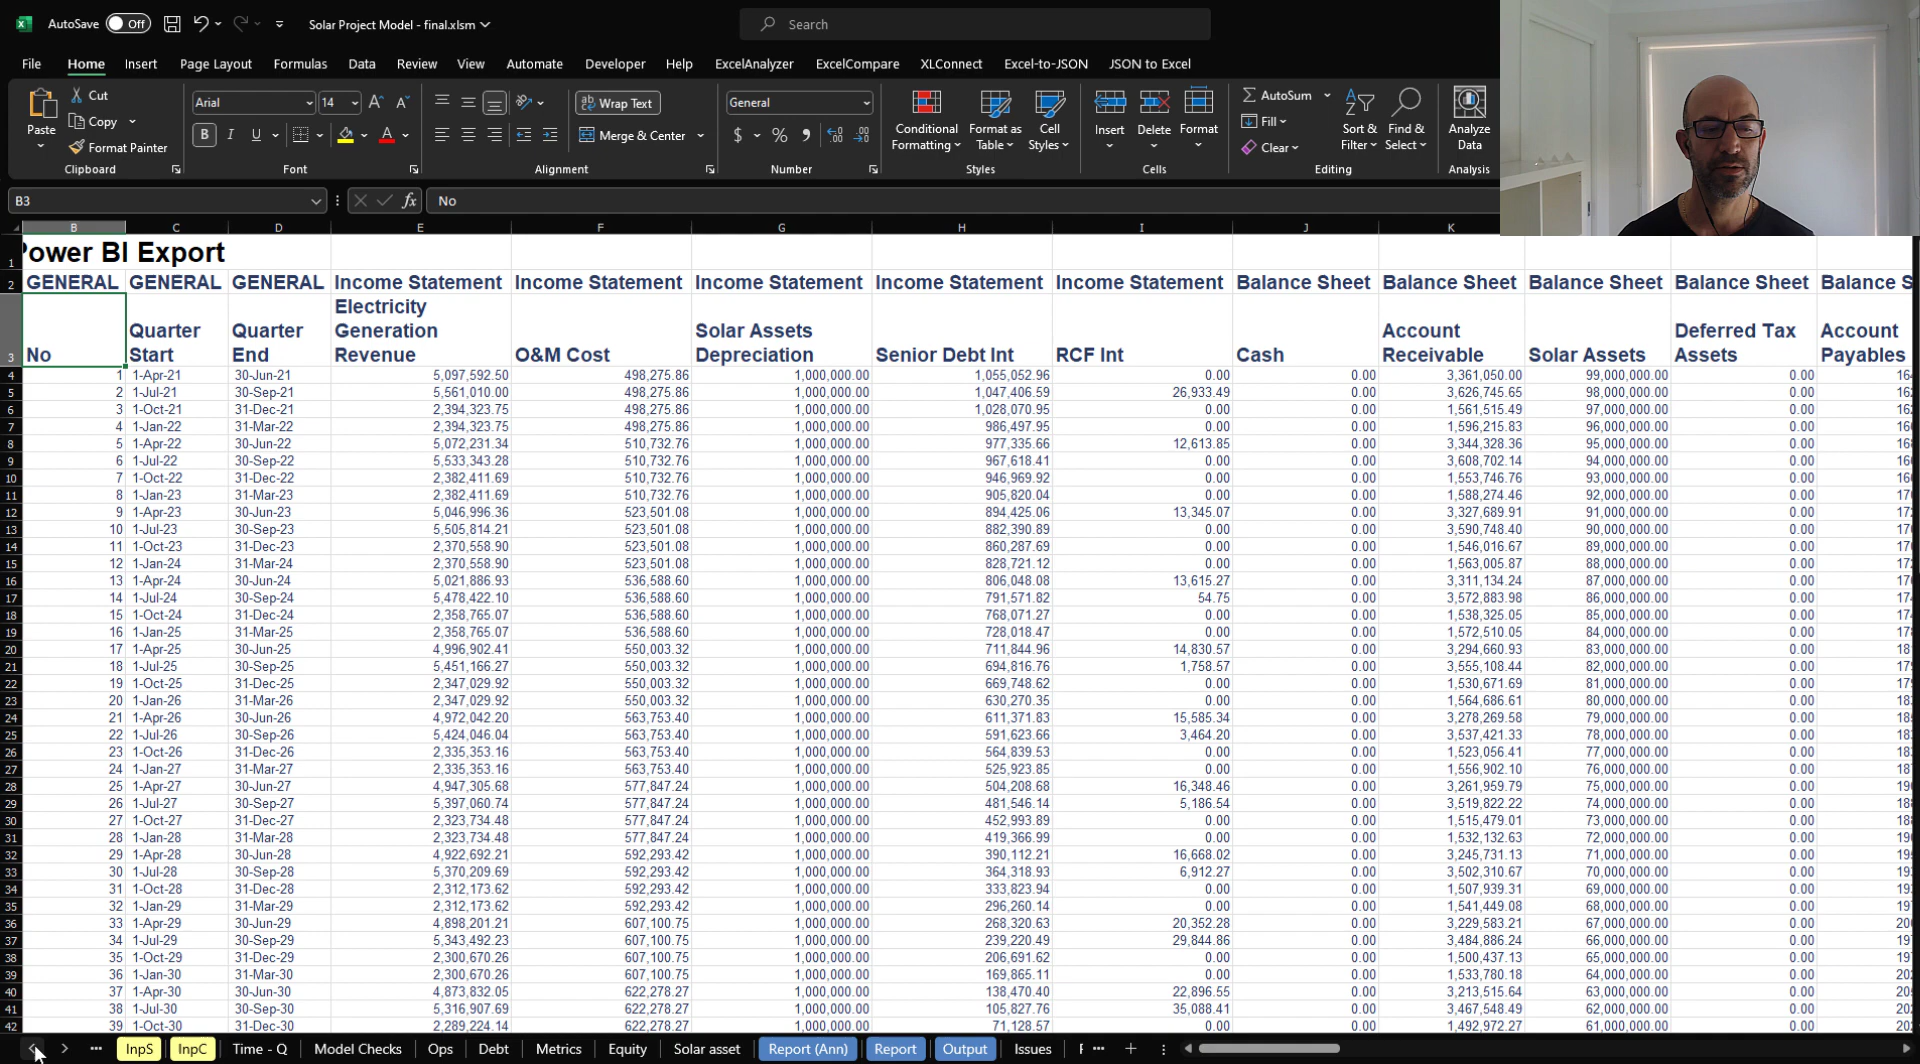 AutoSave Off Solar Project Model - final.xlsm Search
File Home Insert Page Layout Formulas Data Review View Automate Developer Help ExcelAnalyzer ExcelCompare XLConnect Excel-to-JSON JSON to Excel
Paste Cut Copy Format Painter Clipboard
Arial 14 B I U Font
Wrap Text Merge & Center Alignment
General $ % Number
Conditional Formatting Format as Table Cell Styles Styles
Insert Delete Format Cells
AutoSum Fill Clear Sort & Filter Find & Select Editing
Analyze Data Analysis
B3 fx No
B C D E F G H I J K L M N
1 Power BI Export
2 GENERAL GENERAL GENERAL Income Statement Income Statement Income Statement Income Statement Income Statement Balance Sheet Balance Sheet Balance Sheet Balance Sheet Balance S
3 No Quarter Start Quarter End Electricity Generation Revenue O&M Cost Solar Assets Depreciation Senior Debt Int RCF Int Cash Account Receivable Solar Assets Deferred Tax Assets Account Payables
4 1 1-Apr-21 30-Jun-21 5,097,592.50 498,275.86 1,000,000.00 1,055,052.96 0.00 0.00 3,361,050.00 99,000,000.00 0.00
5 2 1-Jul-21 30-Sep-21 5,561,010.00 498,275.86 1,000,000.00 1,047,406.59 26,933.49 0.00 3,626,745.65 98,000,000.00 0.00
6 3 1-Oct-21 31-Dec-21 2,394,323.75 498,275.86 1,000,000.00 1,028,070.95 0.00 0.00 1,561,515.49 97,000,000.00 0.00
7 4 1-Jan-22 31-Mar-22 2,394,323.75 498,275.86 1,000,000.00 986,497.95 0.00 0.00 1,596,215.83 96,000,000.00 0.00
8 5 1-Apr-22 30-Jun-22 5,072,231.34 510,732.76 1,000,000.00 977,335.66 12,613.85 0.00 3,344,328.36 95,000,000.00 0.00
9 6 1-Jul-22 30-Sep-22 5,533,343.28 510,732.76 1,000,000.00 967,618.41 0.00 0.00 3,608,702.14 94,000,000.00 0.00
10 7 1-Oct-22 31-Dec-22 2,382,411.69 510,732.76 1,000,000.00 946,969.92 0.00 0.00 1,553,746.76 93,000,000.00 0.00
11 8 1-Jan-23 31-Mar-23 2,382,411.69 510,732.76 1,000,000.00 905,820.04 0.00 0.00 1,588,274.46 92,000,000.00 0.00
12 9 1-Apr-23 30-Jun-23 5,046,996.36 523,501.08 1,000,000.00 894,425.06 13,345.07 0.00 3,327,689.91 91,000,000.00 0.00
13 10 1-Jul-23 30-Sep-23 5,505,814.21 523,501.08 1,000,000.00 882,390.89 0.00 0.00 3,590,748.40 90,000,000.00 0.00
14 11 1-Oct-23 31-Dec-23 2,370,558.90 523,501.08 1,000,000.00 860,287.69 0.00 0.00 1,546,016.67 89,000,000.00 0.00
15 12 1-Jan-24 31-Mar-24 2,370,558.90 523,501.08 1,000,000.00 828,721.12 0.00 0.00 1,563,005.87 88,000,000.00 0.00
16 13 1-Apr-24 30-Jun-24 5,021,886.93 536,588.60 1,000,000.00 806,048.08 13,615.27 0.00 3,311,134.24 87,000,000.00 0.00
17 14 1-Jul-24 30-Sep-24 5,478,422.10 536,588.60 1,000,000.00 791,571.82 54.75 0.00 3,572,883.98 86,000,000.00 0.00
18 15 1-Oct-24 31-Dec-24 2,358,765.07 536,588.60 1,000,000.00 768,071.27 0.00 0.00 1,538,325.05 85,000,000.00 0.00
19 16 1-Jan-25 31-Mar-25 2,358,765.07 536,588.60 1,000,000.00 728,018.47 0.00 0.00 1,572,510.05 84,000,000.00 0.00
20 17 1-Apr-25 30-Jun-25 4,996,902.41 550,003.32 1,000,000.00 711,844.96 14,830.57 0.00 3,294,660.93 83,000,000.00 0.00
21 18 1-Jul-25 30-Sep-25 5,451,166.27 550,003.32 1,000,000.00 694,816.76 1,758.57 0.00 3,555,108.44 82,000,000.00 0.00
22 19 1-Oct-25 31-Dec-25 2,347,029.92 550,003.32 1,000,000.00 669,748.62 0.00 0.00 1,530,671.69 81,000,000.00 0.00
23 20 1-Jan-26 31-Mar-26 2,347,029.92 550,003.32 1,000,000.00 630,270.35 0.00 0.00 1,564,686.61 80,000,000.00 0.00
24 21 1-Apr-26 30-Jun-26 4,972,042.20 563,753.40 1,000,000.00 611,371.83 15,585.34 0.00 3,278,269.58 79,000,000.00 0.00
25 22 1-Jul-26 30-Sep-26 5,424,046.04 563,753.40 1,000,000.00 591,623.66 3,464.20 0.00 3,537,421.33 78,000,000.00 0.00
26 23 1-Oct-26 31-Dec-26 2,335,353.16 563,753.40 1,000,000.00 564,839.53 0.00 0.00 1,523,056.41 77,000,000.00 0.00
27 24 1-Jan-27 31-Mar-27 2,335,353.16 563,753.40 1,000,000.00 525,923.85 0.00 0.00 1,556,902.10 76,000,000.00 0.00
28 25 1-Apr-27 30-Jun-27 4,947,305.68 577,847.24 1,000,000.00 504,208.68 16,348.46 0.00 3,261,959.79 75,000,000.00 0.00
29 26 1-Jul-27 30-Sep-27 5,397,060.74 577,847.24 1,000,000.00 481,546.14 5,186.54 0.00 3,519,822.22 74,000,000.00 0.00
30 27 1-Oct-27 31-Dec-27 2,323,734.48 577,847.24 1,000,000.00 452,993.89 0.00 0.00 1,515,479.01 73,000,000.00 0.00
31 28 1-Jan-28 31-Mar-28 2,323,734.48 577,847.24 1,000,000.00 419,366.99 0.00 0.00 1,532,132.63 72,000,000.00 0.00
32 29 1-Apr-28 30-Jun-28 4,922,692.21 592,293.42 1,000,000.00 390,112.21 16,668.02 0.00 3,245,731.13 71,000,000.00 0.00
33 30 1-Jul-28 30-Sep-28 5,370,209.69 592,293.42 1,000,000.00 364,318.93 6,912.27 0.00 3,502,310.67 70,000,000.00 0.00
34 31 1-Oct-28 31-Dec-28 2,312,173.62 592,293.42 1,000,000.00 333,823.94 0.00 0.00 1,507,939.31 69,000,000.00 0.00
35 32 1-Jan-29 31-Mar-29 2,312,173.62 592,293.42 1,000,000.00 296,260.14 0.00 0.00 1,541,449.08 68,000,000.00 0.00
36 33 1-Apr-29 30-Jun-29 4,898,201.21 607,100.75 1,000,000.00 268,320.63 20,352.28 0.00 3,229,583.21 67,000,000.00 0.00
37 34 1-Jul-29 30-Sep-29 5,343,492.23 607,100.75 1,000,000.00 239,220.49 29,844.86 0.00 3,484,886.24 66,000,000.00 0.00
38 35 1-Oct-29 31-Dec-29 2,300,670.26 607,100.75 1,000,000.00 206,691.62 0.00 0.00 1,500,437.13 65,000,000.00 0.00
39 36 1-Jan-30 31-Mar-30 2,300,670.26 607,100.75 1,000,000.00 169,865.11 0.00 0.00 1,533,780.18 64,000,000.00 0.00
40 37 1-Apr-30 30-Jun-30 4,873,832.05 622,278.27 1,000,000.00 138,470.40 22,896.55 0.00 3,213,515.64 63,000,000.00 0.00
41 38 1-Jul-30 30-Sep-30 5,316,907.69 622,278.27 1,000,000.00 105,827.76 35,088.41 0.00 3,467,548.49 62,000,000.00 0.00
42 39 1-Oct-30 31-Dec-30 2,289,224.14 622,278.27 1,000,000.00 71,128.57 0.00 0.00 1,492,972.27 61,000,000.00 0.00
InpS InpC Time - Q Model Checks Ops Debt Metrics Equity Solar asset Report (Ann) Report Output Issues